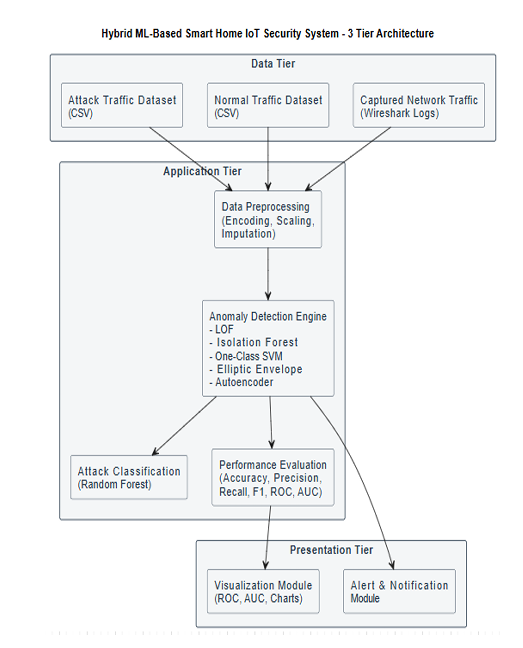 Hybrid ML-Based Smart Home IoT Security System - 3 Tier Architecture
Data Tier
Attack Traffic Dataset
(CSV)
Normal Traffic Dataset
(CSV)
Captured Network Traffic
(Wireshark Logs)
Application Tier
Data Preprocessing
(Encoding, Scaling,
Imputation)
Anomaly Detection Engine
- LOF
- Isolation Forest
- One-Class SVM
- Elliptic Envelope
- Autoencoder
Attack Classification
(Random Forest)
Performance Evaluation
(Accuracy, Precision,
Recall, F1, ROC, AUC)
Presentation Tier
Visualization Module
(ROC, AUC, Charts)
Alert & Notification
Module